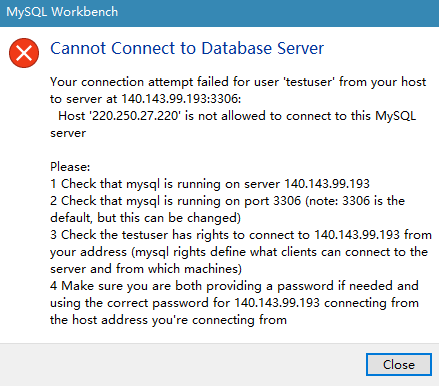 MySQL Workbench
Cannot Connect to Database Server
Your connection attempt failed for user 'testuser' from your host
to server at 140.143.99.193:3306:
Host '220.250.27.220' is not allowed to connect to this MySQL
server
Please:
1 Check that mysql is running on server 140.143.99.193
2 Check that mysql is running on port 3306 (note: 3306 is the
default, but this can be changed)
3 Check the testuser has rights to connect to 140.143.99.193 from
your address (mysql rights define what clients can connect to the
server and from which machines)
4 Make sure you are both providing a password if needed and
using the correct password for 140.143.99.193 connecting from
the host address you're connecting from
Close